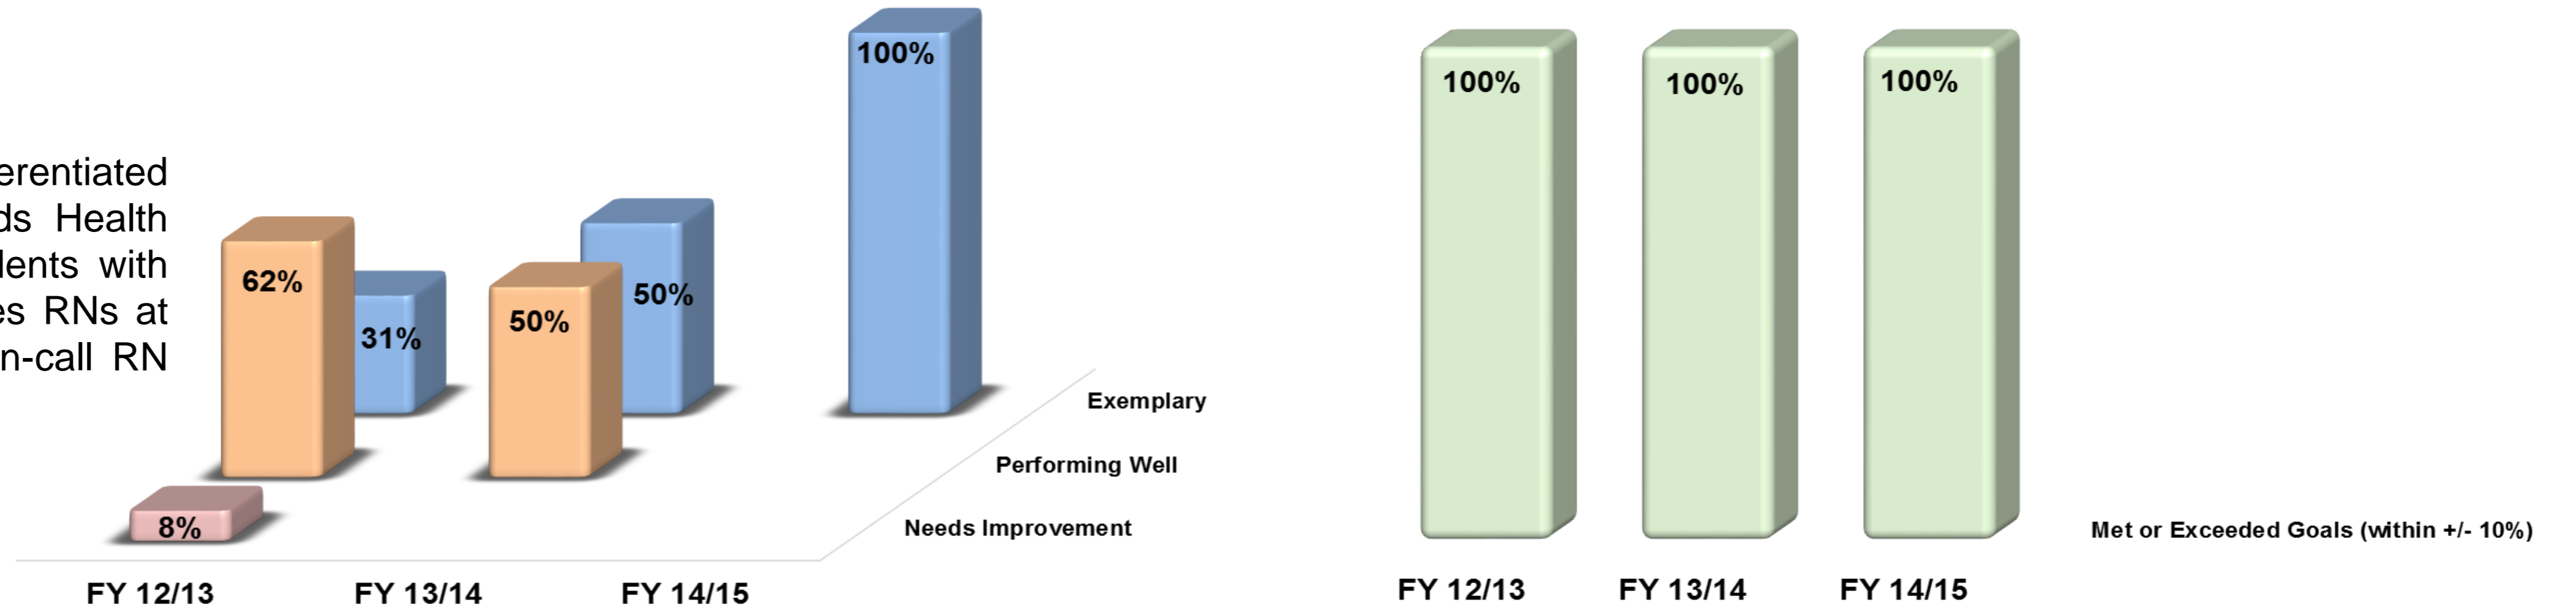 erentiated
ds Health
lents with
es RNs at
n-call RN
62%
31%
8%
50%
50%
100%
Exemplary
Performing Well
Needs Improvement
FY 12/13
FY 13/14
FY 14/15
100%
100%
100%
Met or Exceeded Goals (within +/- 10%)
FY 12/13
FY 13/14
FY 14/15